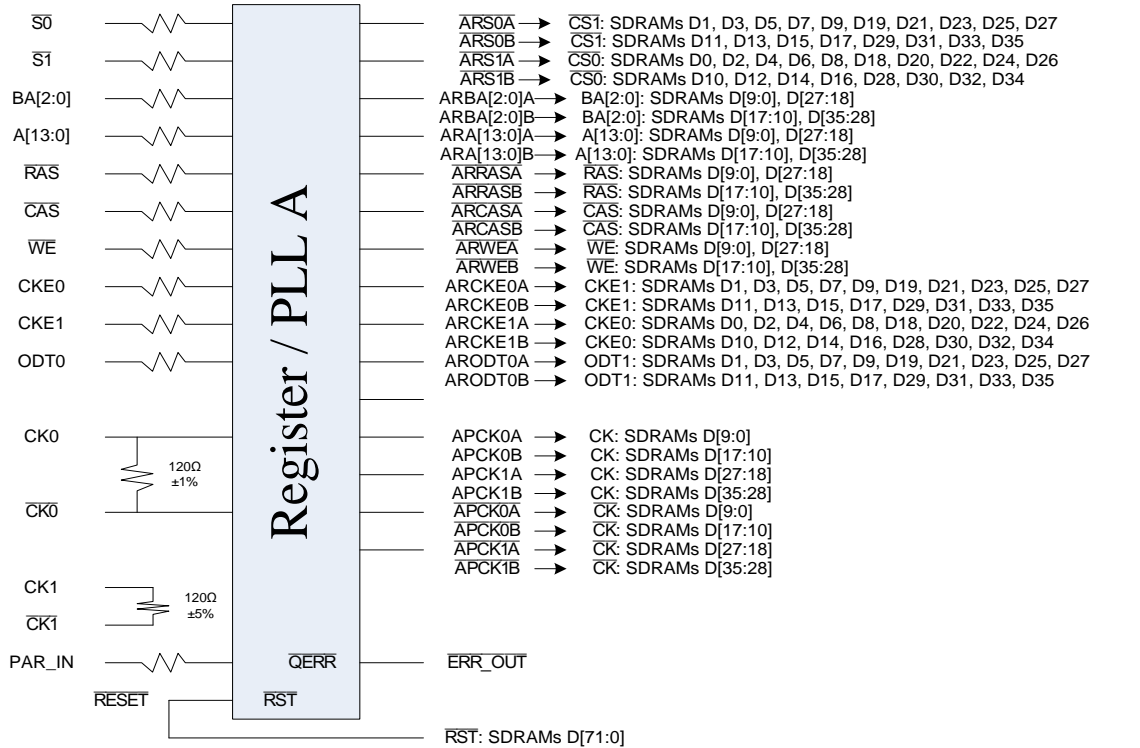 S0
S1
BA[2:0]
A[13:0]
RAS
CAS
WE
CKE0
CKE1
ODT0
CK0
120Ω
±1%
CK0
CK1
120Ω
±5%
CK1
PAR_IN
RESET
Register / PLL A
QERR
RST
ARS0A CS1: SDRAMs D1, D3, D5, D7, D9, D19, D21, D23, D25, D27
ARS0B CS1: SDRAMs D11, D13, D15, D17, D29, D31, D33, D35
ARS1A CS0: SDRAMs D0, D2, D4, D6, D8, D18, D20, D22, D24, D26
ARS1B CS0: SDRAMs D10, D12, D14, D16, D28, D30, D32, D34
ARBA[2:0]A BA[2:0]: SDRAMs D[9:0], D[27:18]
ARBA[2:0]B BA[2:0]: SDRAMs D[17:10], D[35:28]
ARA[13:0]A A[13:0]: SDRAMs D[9:0], D[27:18]
ARA[13:0]B A[13:0]: SDRAMs D[17:10], D[35:28]
ARRASA RAS: SDRAMs D[9:0], D[27:18]
ARRASB RAS: SDRAMs D[17:10], D[35:28]
ARCASA CAS: SDRAMs D[9:0], D[27:18]
ARCASB CAS: SDRAMs D[17:10], D[35:28]
ARWEA WE: SDRAMs D[9:0], D[27:18]
ARWEB WE: SDRAMs D[17:10], D[35:28]
ARCKE0A CKE1: SDRAMs D1, D3, D5, D7, D9, D19, D21, D23, D25, D27
ARCKE0B CKE1: SDRAMs D11, D13, D15, D17, D29, D31, D33, D35
ARCKE1A CKE0: SDRAMs D0, D2, D4, D6, D8, D18, D20, D22, D24, D26
ARCKE1B CKE0: SDRAMs D10, D12, D14, D16, D28, D30, D32, D34
ARODT0A ODT1: SDRAMs D1, D3, D5, D7, D9, D19, D21, D23, D25, D27
ARODT0B ODT1: SDRAMs D11, D13, D15, D17, D29, D31, D33, D35
APCK0A CK: SDRAMs D[9:0]
APCK0B CK: SDRAMs D[17:10]
APCK1A CK: SDRAMs D[27:18]
APCK1B CK: SDRAMs D[35:28]
APCK0A CK: SDRAMs D[9:0]
APCK0B CK: SDRAMs D[17:10]
APCK1A CK: SDRAMs D[27:18]
APCK1B CK: SDRAMs D[35:28]
ERR_OUT
RST: SDRAMs D[71:0]